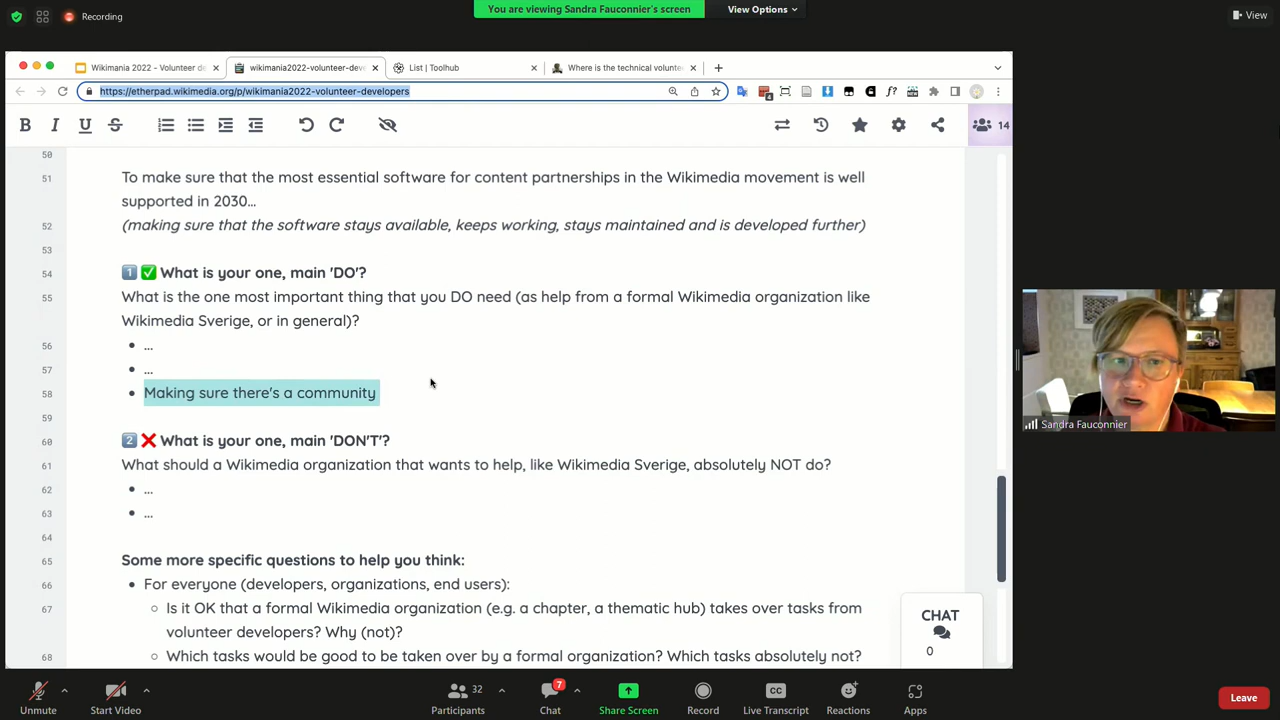 You are viewing Sandra Fauconnier's screen
View Options
Recording
View
Wikimania 2022 - Volunteer de
wikimania2022-volunteer-deve
List | Toolhub
Where is the technical volunte
https://etherpad.wikimedia.org/p/wikimania2022-volunteer-developers
14
50
51 To make sure that the most essential software for content partnerships in the Wikimedia movement is well
supported in 2030…
52 (making sure that the software stays available, keeps working, stays maintained and is developed further)
53
54 1️⃣ ✅ What is your one, main 'DO'?
55 What is the one most important thing that you DO need (as help from a formal Wikimedia organization like
Wikimedia Sverige, or in general)?
56 • …
57 • …
58 • Making sure there's a community
59
60 2️⃣ ❌ What is your one, main 'DON'T'?
61 What should a Wikimedia organization that wants to help, like Wikimedia Sverige, absolutely NOT do?
62 • …
63 • …
64
65 Some more specific questions to help you think:
66 • For everyone (developers, organizations, end users):
67 ○ Is it OK that a formal Wikimedia organization (e.g. a chapter, a thematic hub) takes over tasks from
volunteer developers? Why (not)?
68 ○ Which tasks would be good to be taken over by a formal organization? Which tasks absolutely not?
CHAT
0
Sandra Fauconnier
Unmute
Start Video
32
Participants
7
Chat
Share Screen
Record
CC
Live Transcript
Reactions
Apps
Leave